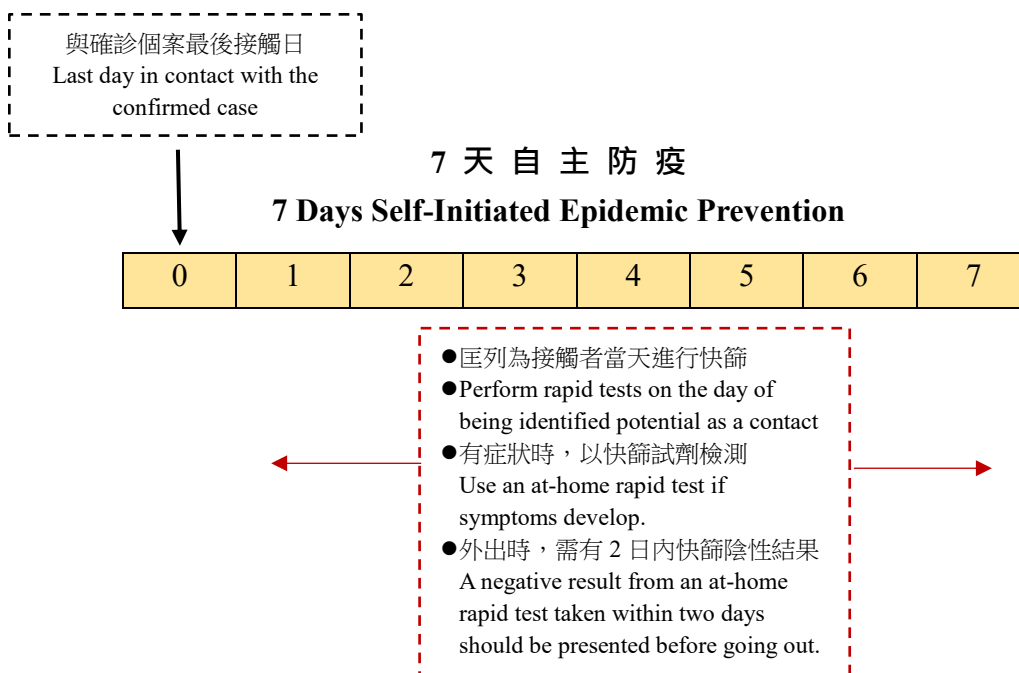 與確診個案最後接觸日
Last day in contact with the
confirmed case
7 天 自 主 防 疫
7 Days Self-Initiated Epidemic Prevention
0 1 2 3 4 5 6 7
●匡列為接觸者當天進行快篩
●Perform rapid tests on the day of
being identified potential as a contact
●有症狀時，以快篩試劑檢測
Use an at-home rapid test if
symptoms develop.
●外出時，需有 2 日內快篩陰性結果
A negative result from an at-home
rapid test taken within two days
should be presented before going out.